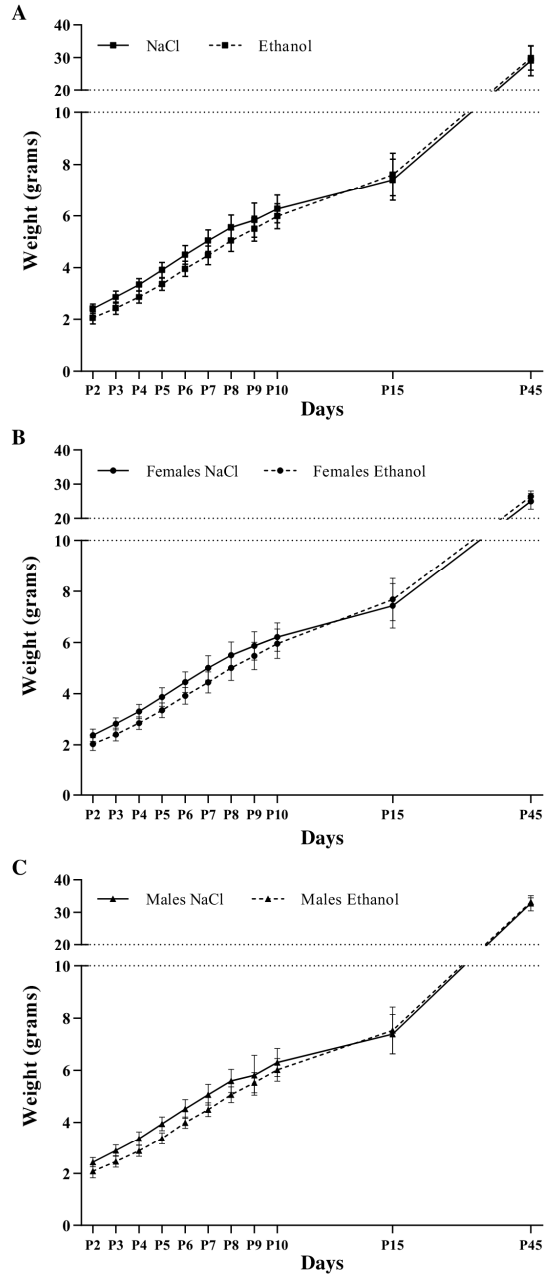 A
40
NaCl Ethanol
30
20
10
8
6
4
2
0
Weight (grams)
P2 P3 P4 P5 P6 P7 P8 P9 P10 P15 P45
Days
B
40
Females NaCl Females Ethanol
30
20
10
8
6
4
2
0
Weight (grams)
P2 P3 P4 P5 P6 P7 P8 P9 P10 P15 P45
Days
C
40
Males NaCl Males Ethanol
30
20
10
8
6
4
2
0
Weight (grams)
P2 P3 P4 P5 P6 P7 P8 P9 P10 P15 P45
Days